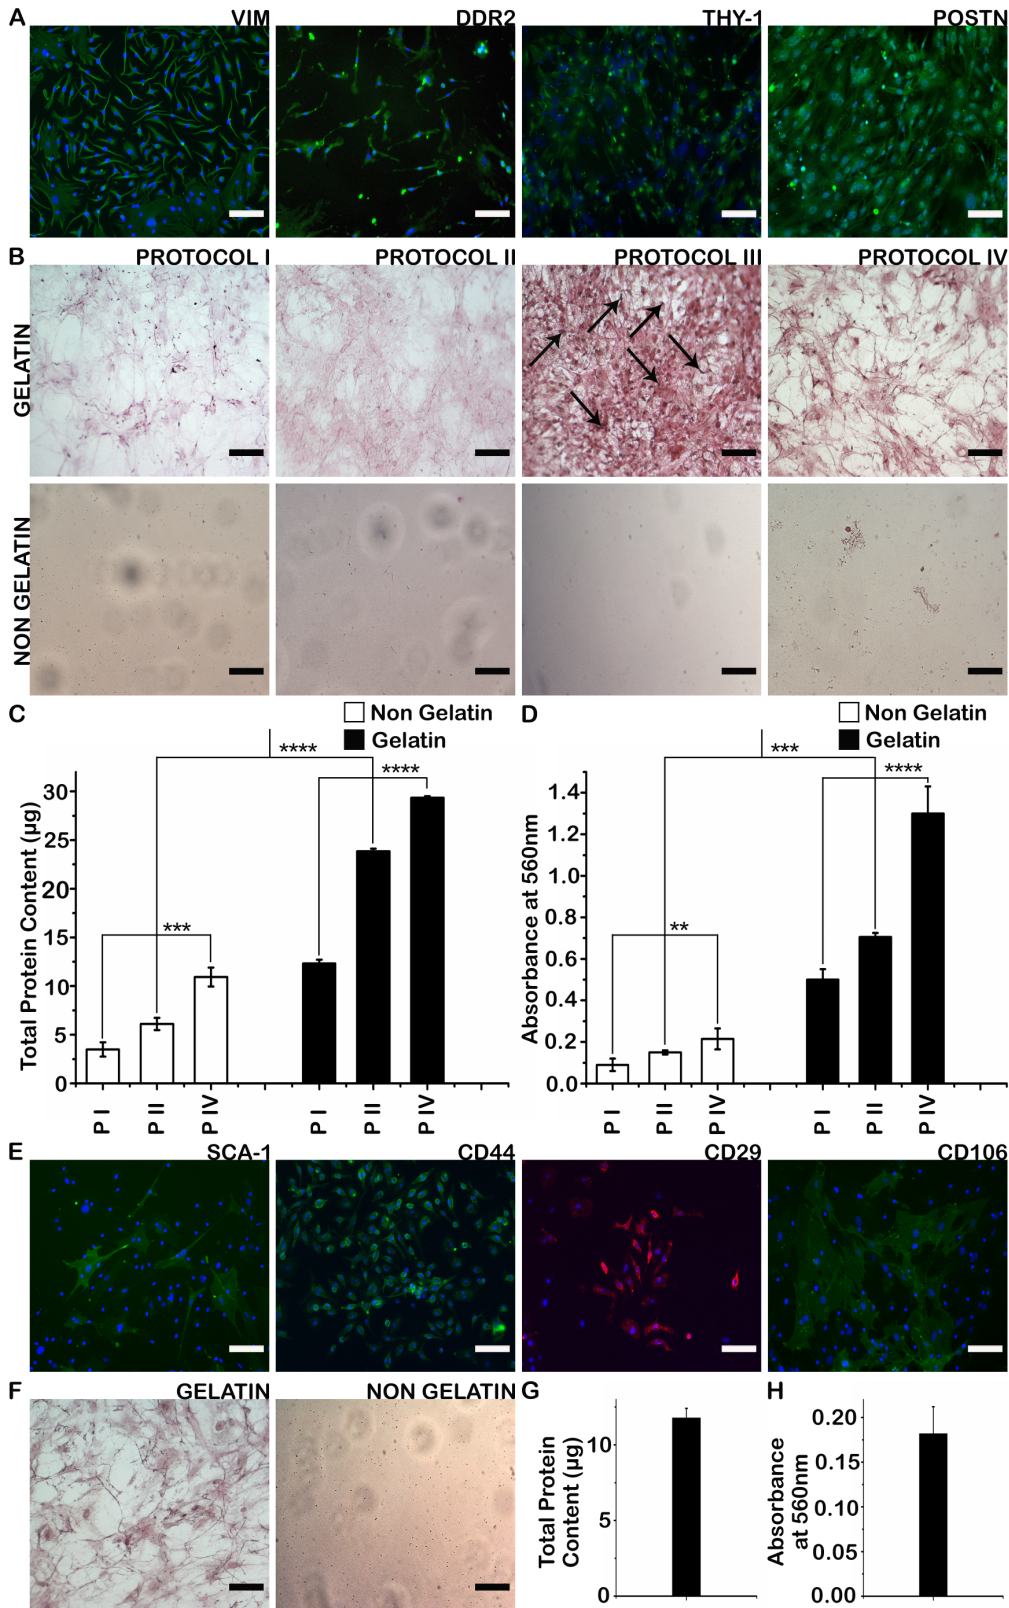 A VIM DDR2 THY-1 POSTN
B PROTOCOL I PROTOCOL II PROTOCOL III PROTOCOL IV
GELATIN
NON GELATIN
C
Non Gelatin
Gelatin
****
****
***
Total Protein Content (µg)
30
25
20
15
10
5
0
P I P II P IV P I P II P IV
D
Non Gelatin
Gelatin
***
****
**
Absorbance at 560nm
1.4
1.2
1.0
0.8
0.6
0.4
0.2
0.0
P I P II P IV P I P II P IV
E SCA-1 CD44 CD29 CD106
F GELATIN NON GELATIN
G
Total Protein
Content (µg)
10
5
0
H
Absorbance
at 560nm
0.20
0.15
0.10
0.05
0.00